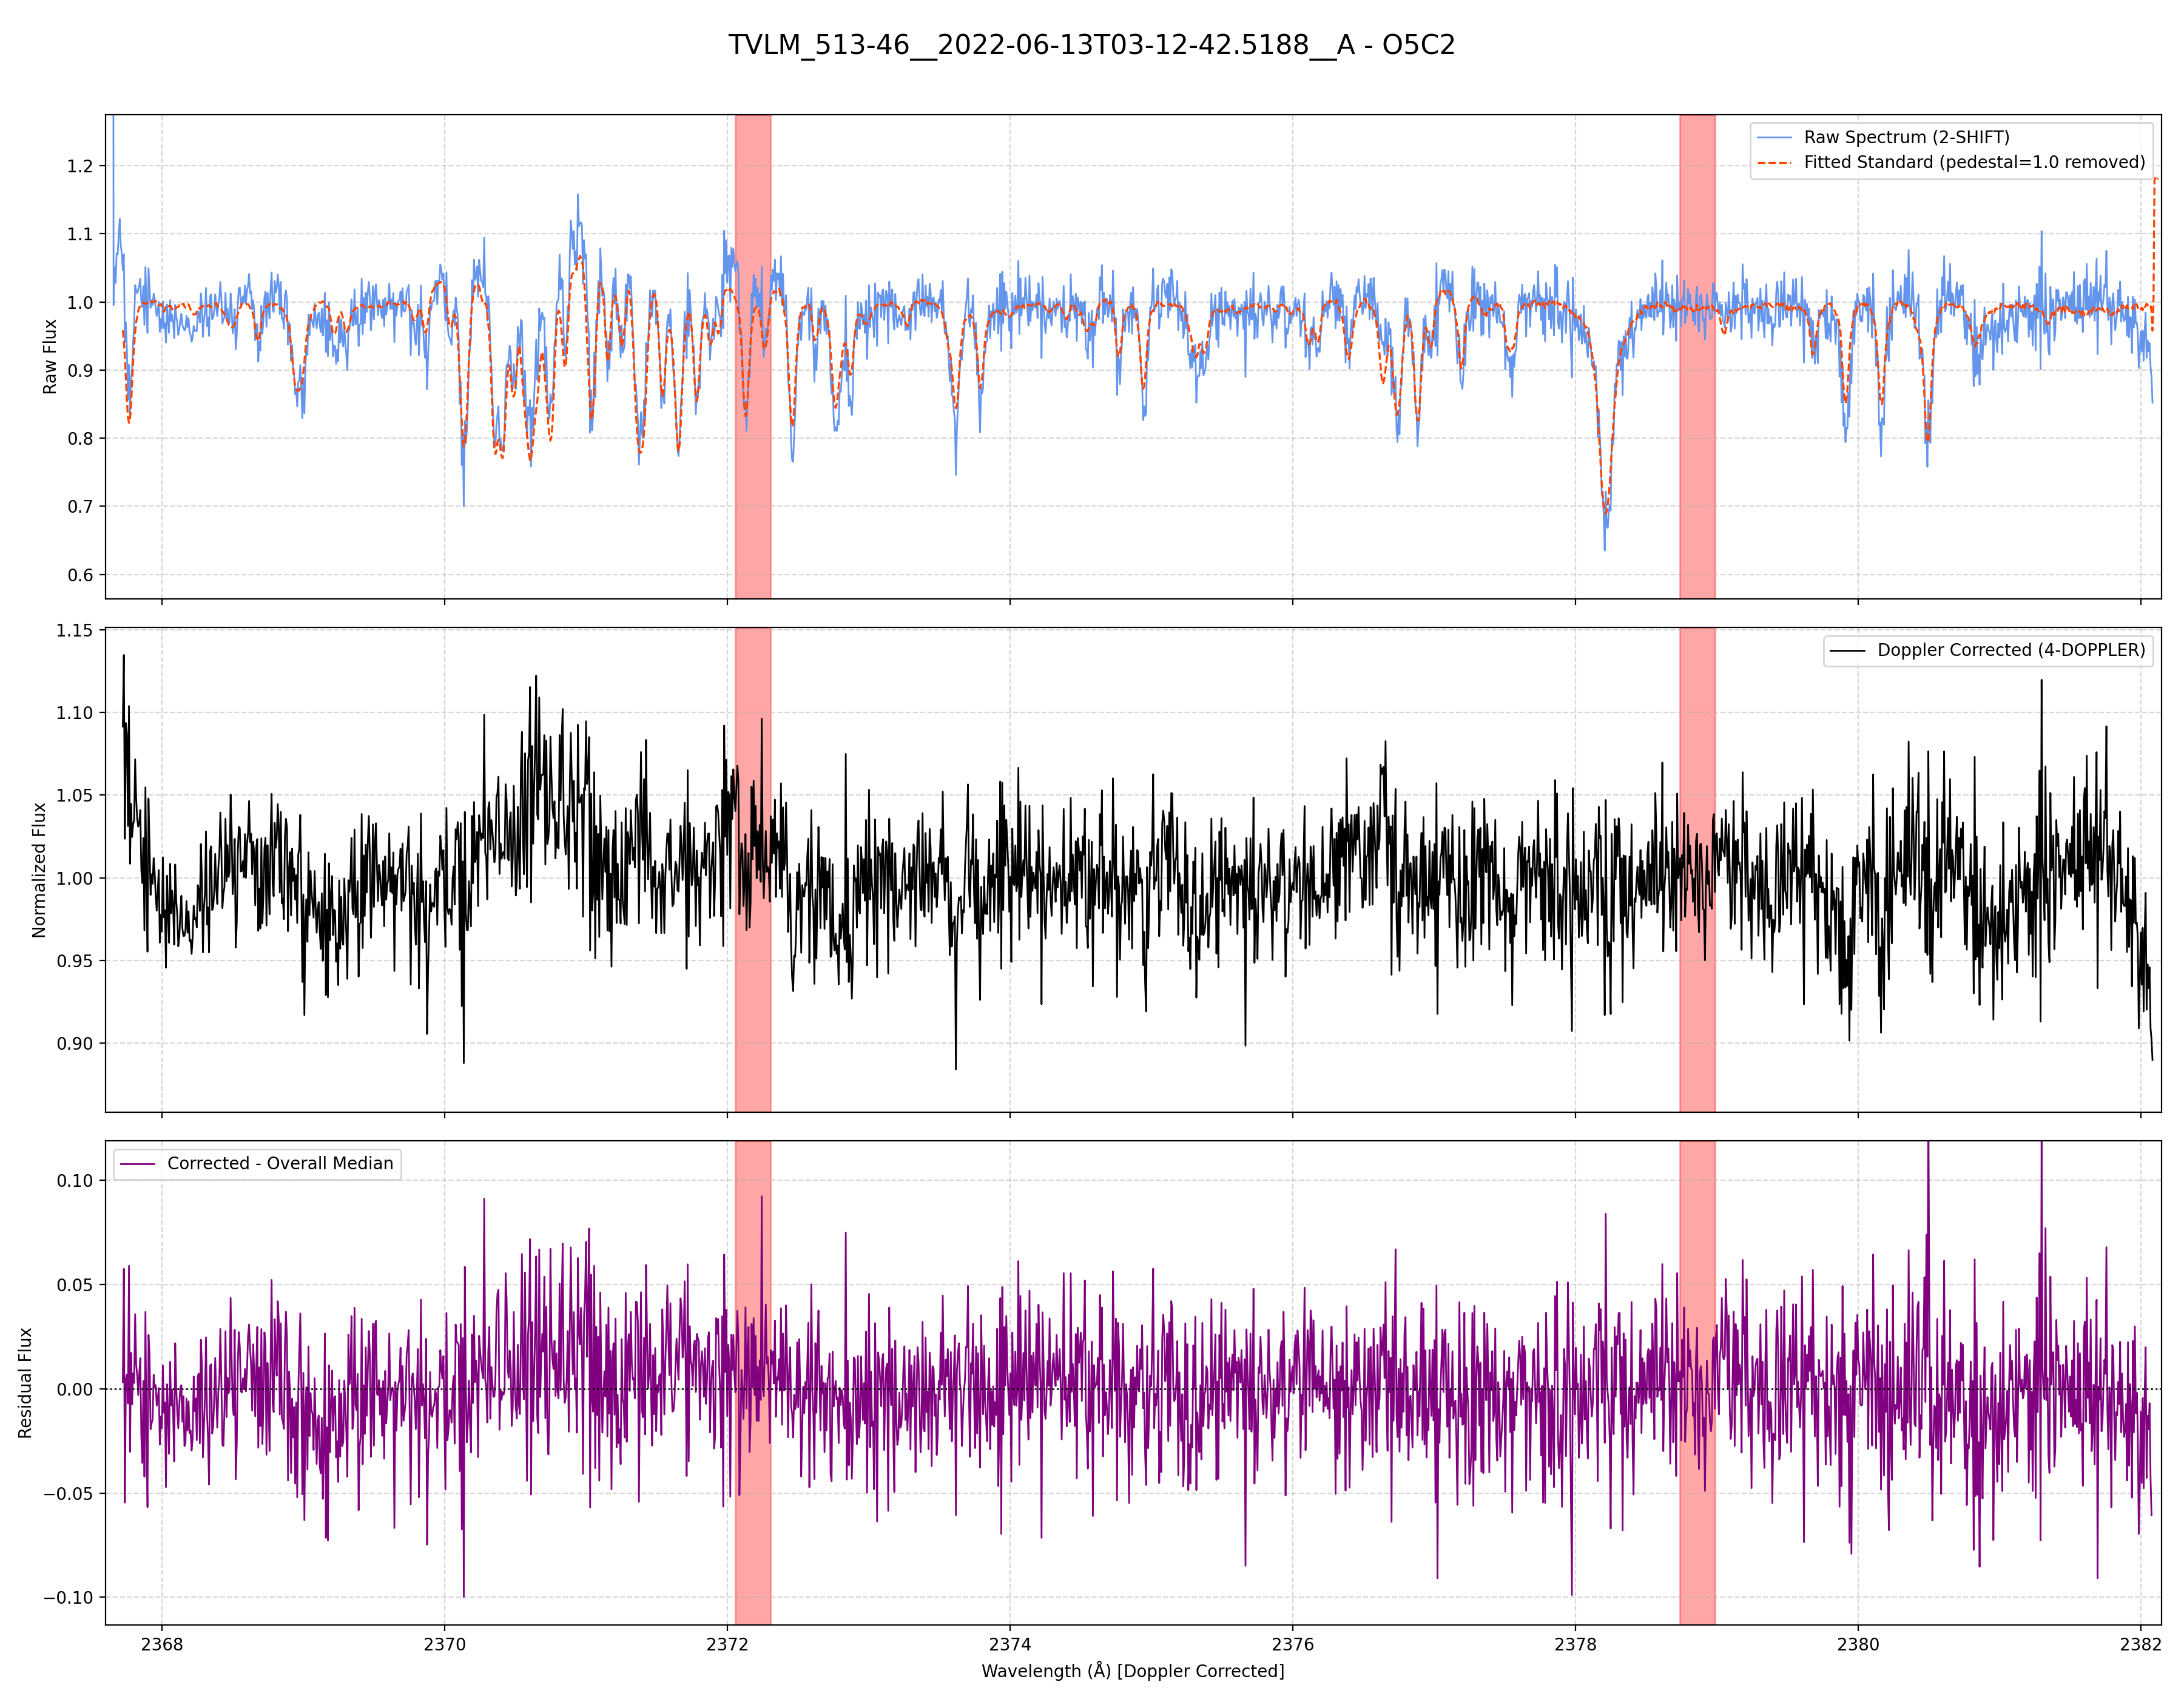 TVLM_513-46__2022-06-13T03-12-42.5188__A - O5C2
Raw Spectrum (2-SHIFT)
Fitted Standard (pedestal=1.0 removed)
Raw Flux
1.2
1.1
1.0
0.9
0.8
0.7
0.6
Doppler Corrected (4-DOPPLER)
Normalized Flux
1.15
1.10
1.05
1.00
0.95
0.90
Corrected - Overall Median
Residual Flux
0.10
0.05
0.00
−0.05
−0.10
2368 2370 2372 2374 2376 2378 2380 2382
Wavelength (Å) [Doppler Corrected]